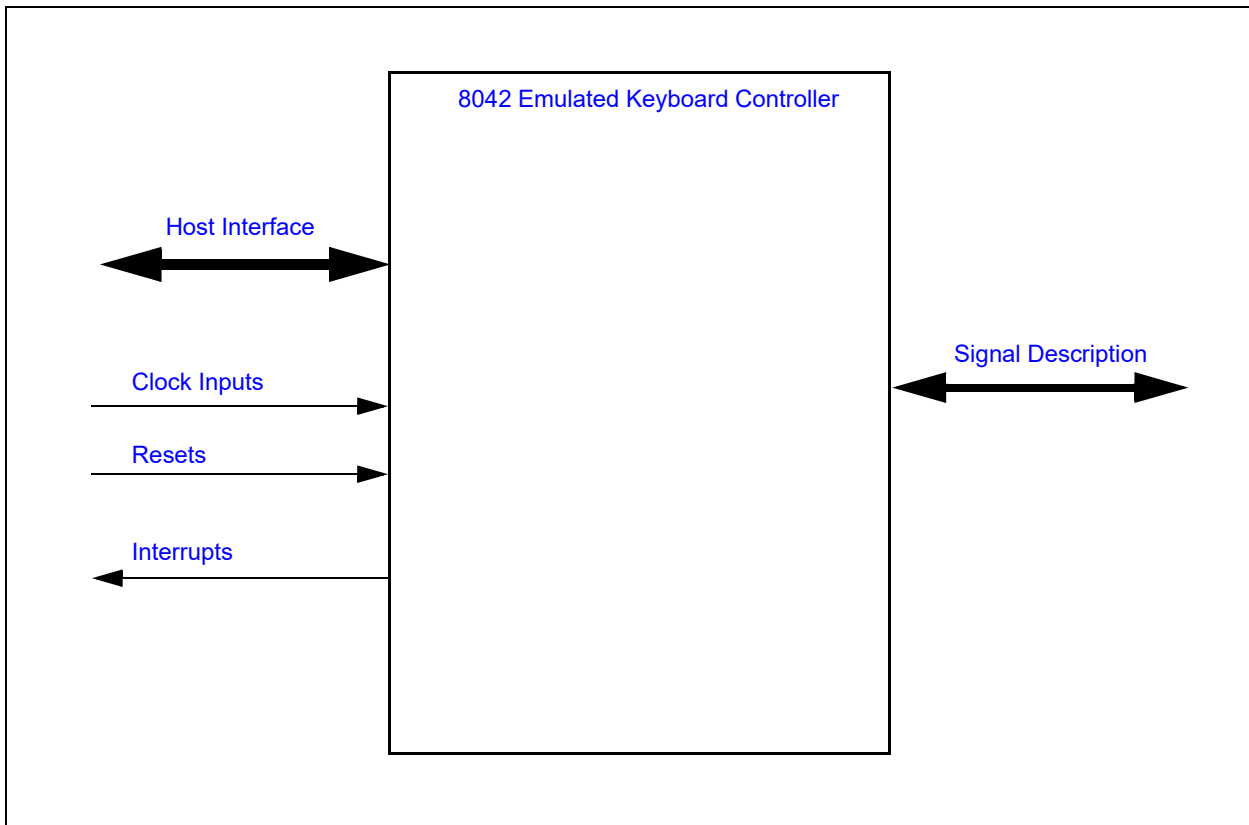 8042 Emulated Keyboard Controller
Host Interface
Signal Description
Clock Inputs
Resets
Interrupts